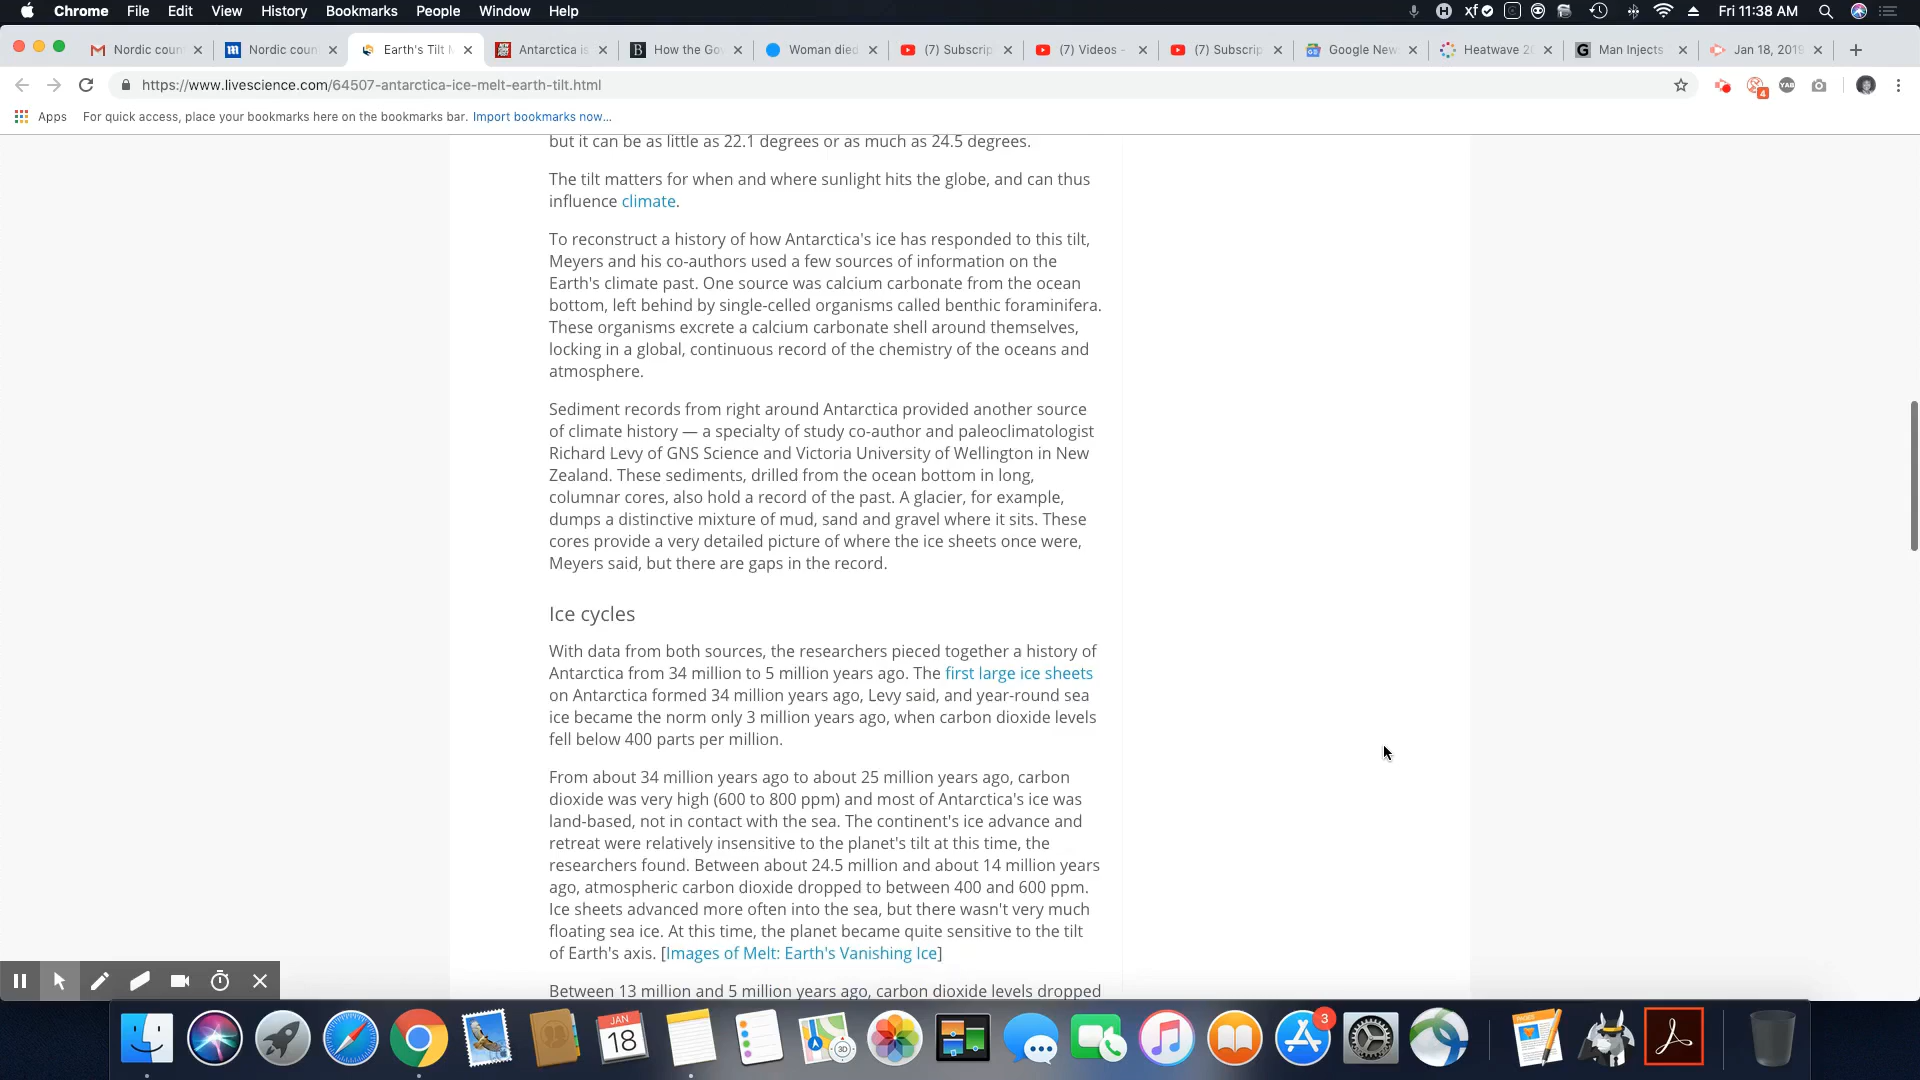 Chrome File Edit View History Bookmarks People Window Help
Fri 11:38 AM
Nordic coun
Nordic coun
Earth's Tilt M
Antarctica is
How the Gov
Woman died
(7) Subscrip
(7) Videos -
(7) Subscrip
Google New
Heatwave 20
Man Injects
Jan 18, 2019
https://www.livescience.com/64507-antarctica-ice-melt-earth-tilt.html
4
YAB
Apps For quick access, place your bookmarks here on the bookmarks bar. Import bookmarks now...
but it can be as little as 22.1 degrees or as much as 24.5 degrees.
The tilt matters for when and where sunlight hits the globe, and can thus
influence climate.
To reconstruct a history of how Antarctica's ice has responded to this tilt,
Meyers and his co-authors used a few sources of information on the
Earth's climate past. One source was calcium carbonate from the ocean
bottom, left behind by single-celled organisms called benthic foraminifera.
These organisms excrete a calcium carbonate shell around themselves,
locking in a global, continuous record of the chemistry of the oceans and
atmosphere.
Sediment records from right around Antarctica provided another source
of climate history — a specialty of study co-author and paleoclimatologist
Richard Levy of GNS Science and Victoria University of Wellington in New
Zealand. These sediments, drilled from the ocean bottom in long,
columnar cores, also hold a record of the past. A glacier, for example,
dumps a distinctive mixture of mud, sand and gravel where it sits. These
cores provide a very detailed picture of where the ice sheets once were,
Meyers said, but there are gaps in the record.
Ice cycles
With data from both sources, the researchers pieced together a history of
Antarctica from 34 million to 5 million years ago. The first large ice sheets
on Antarctica formed 34 million years ago, Levy said, and year-round sea
ice became the norm only 3 million years ago, when carbon dioxide levels
fell below 400 parts per million.
From about 34 million years ago to about 25 million years ago, carbon
dioxide was very high (600 to 800 ppm) and most of Antarctica's ice was
land-based, not in contact with the sea. The continent's ice advance and
retreat were relatively insensitive to the planet's tilt at this time, the
researchers found. Between about 24.5 million and about 14 million years
ago, atmospheric carbon dioxide dropped to between 400 and 600 ppm.
Ice sheets advanced more often into the sea, but there wasn't very much
floating sea ice. At this time, the planet became quite sensitive to the tilt
of Earth's axis. [Images of Melt: Earth's Vanishing Ice]
Between 13 million and 5 million years ago, carbon dioxide levels dropped
JAN
18
3D
3
PAGES